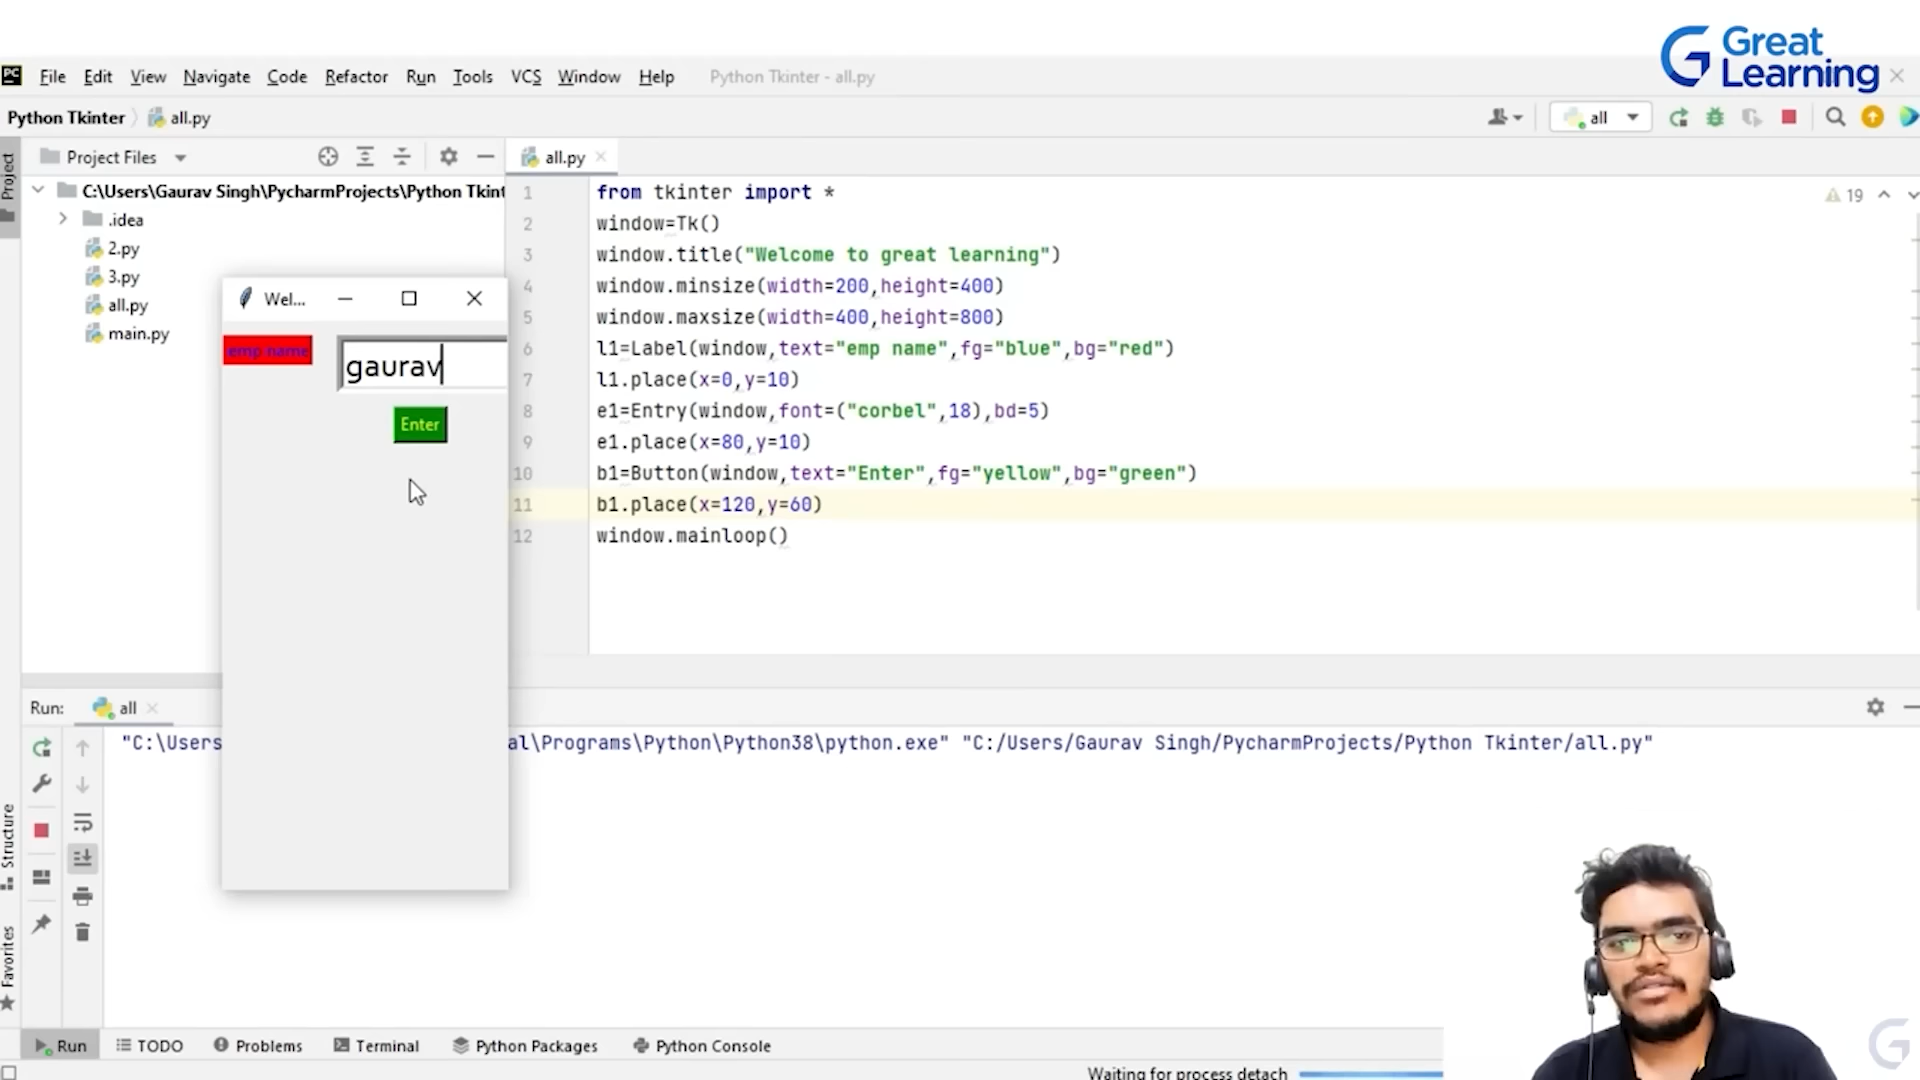 Great
Learning
PC File Edit View Navigate Code Refactor Run Tools VCS Window Help Python Tkinter - all.py
Python Tkinter all.py all
Project
Project Files all.py
C:\Users\Gaurav Singh\PycharmProjects\Python Tkint
.idea
2.py
3.py
all.py
main.py
Wel...
emp name
gaurav
Enter
1 from tkinter import *
2 window=Tk()
3 window.title("Welcome to great learning")
4 window.minsize(width=200,height=400)
5 window.maxsize(width=400,height=800)
6 l1=Label(window,text="emp name",fg="blue",bg="red")
7 l1.place(x=0,y=10)
8 e1=Entry(window,font=("corbel",18),bd=5)
9 e1.place(x=80,y=10)
10 b1=Button(window,text="Enter",fg="yellow",bg="green")
11 b1.place(x=120,y=60)
12 window.mainloop()
19
Run: all
"C:\Users al\Programs\Python\Python38\python.exe" "C:/Users/Gaurav Singh/PycharmProjects/Python Tkinter/all.py"
Structure
Favorites
Run TODO Problems Terminal Python Packages Python Console
Waiting for process detach